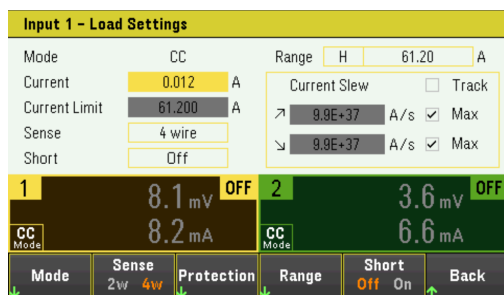 Input 1 – Load Settings
Mode CC Range H 61.20 A
Current 0.012 A Current Slew Track
Current Limit 61.200 A 9.9E+37 A/s Max
Sense 4 wire 9.9E+37 A/s Max
Short Off
1 8.1 mV OFF 2 3.6 mV OFF
CC Mode 8.2 mA CC Mode 6.6 mA
Mode Sense 2w 4w Protection Range Short Off On Back